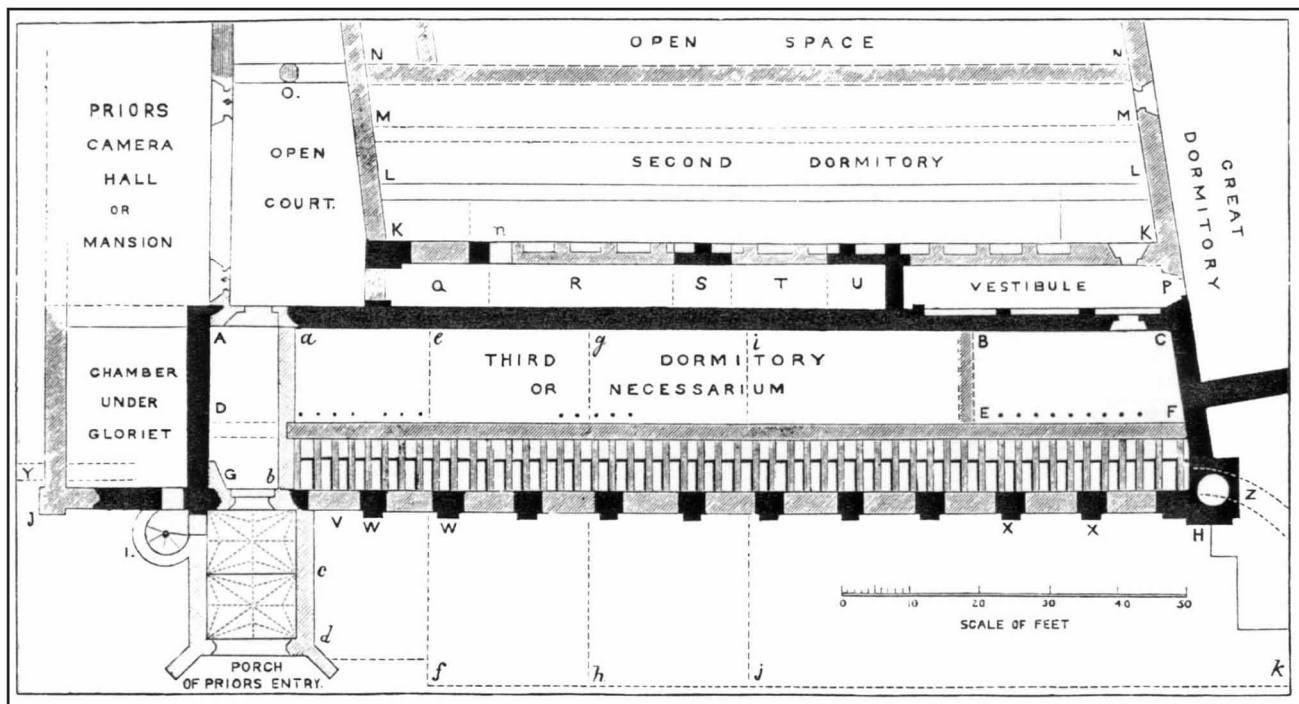 OPEN SPACE
N
N
O.
PRIORS
CAMERA
HALL
OR
MANSION
OPEN
COURT.
M
M
SECOND DORMITORY
L
L
GREAT
DORMITORY
K
n
K
Q
R
S
T
U
VESTIBULE
P
A
a
e
g
i
B
C
THIRD DORMITORY
OR NECESSARIUM
CHAMBER
UNDER
GLORIET
D
E
F
Y
G
b
J
V
W
W
X
X
H
Z
I.
c
d
0 10 20 30 40 50
SCALE OF FEET
PORCH
OF PRIORS ENTRY.
f
h
j
k